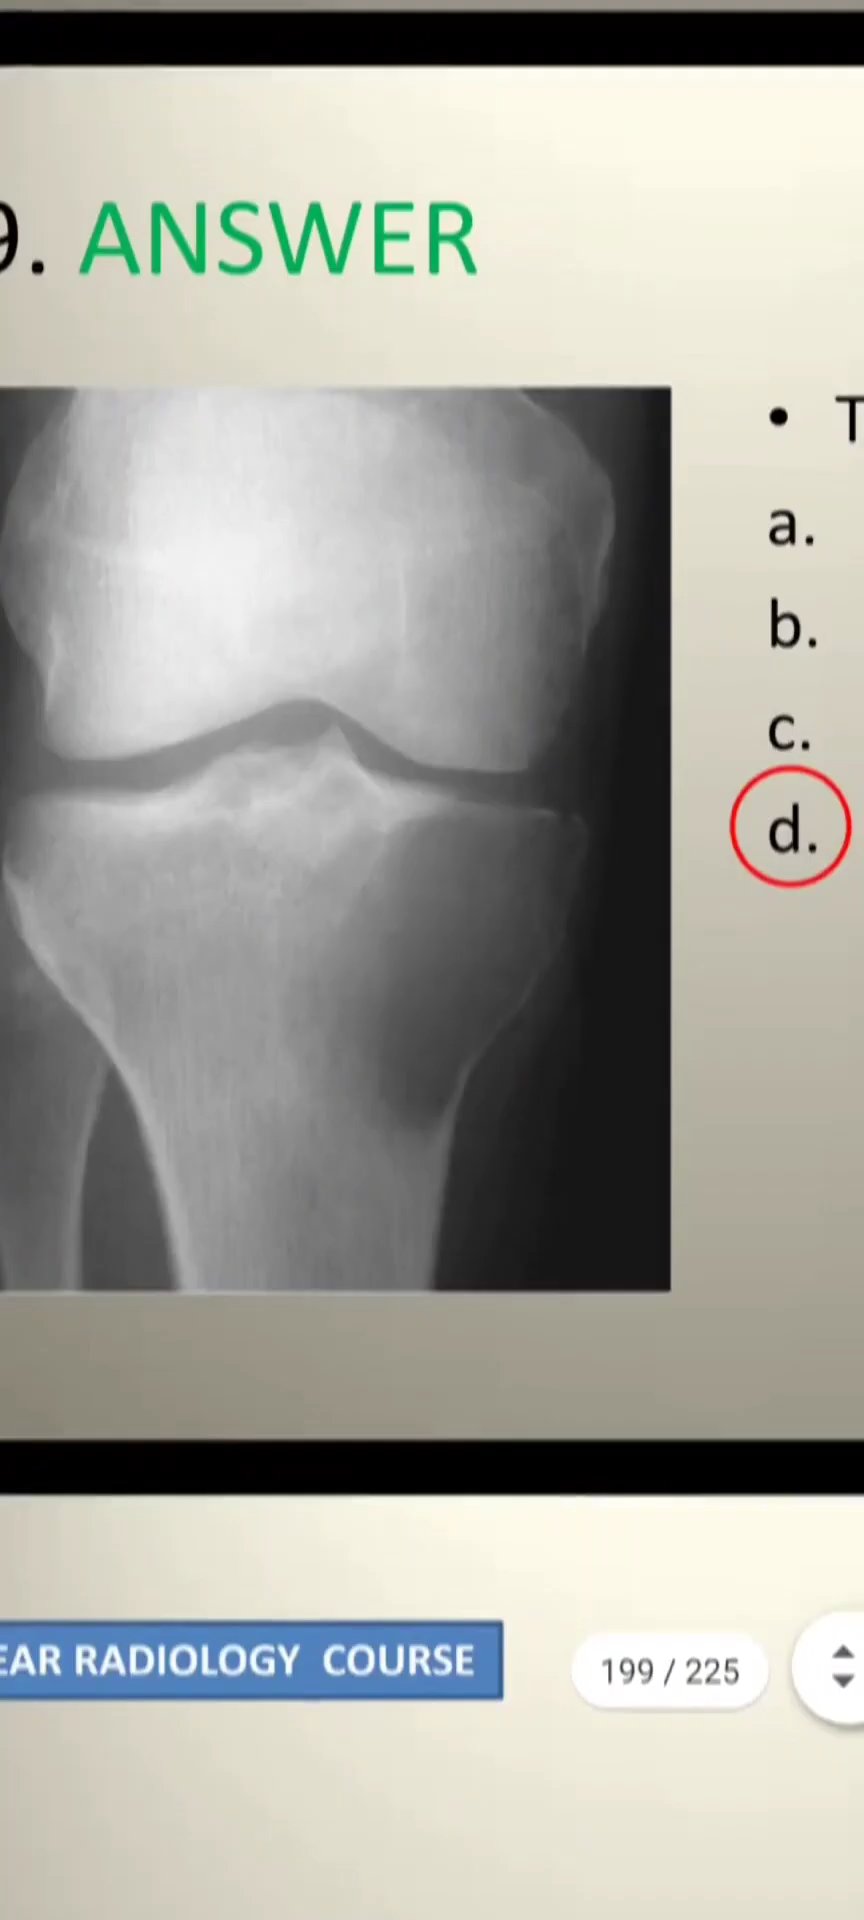 9. ANSWER
• T
a.
b.
c.
d.
EAR RADIOLOGY COURSE
199 / 225